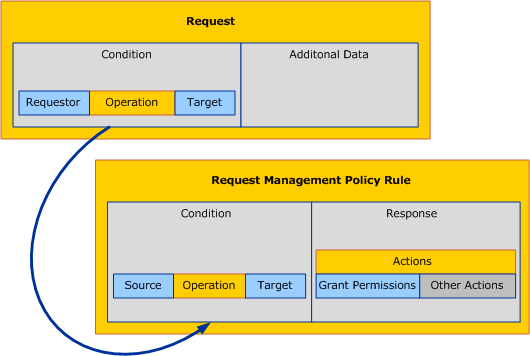 Request
Condition
Additonal Data
Requestor
Operation
Target
Request Management Policy Rule
Condition
Response
Actions
Source
Operation
Target
Grant Permissions
Other Actions